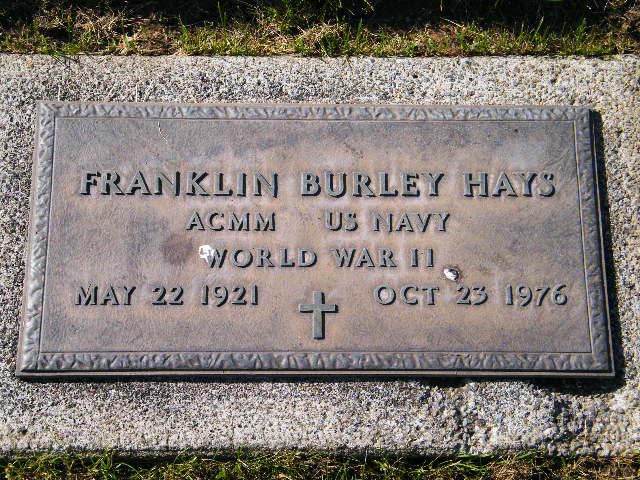 FRANKLIN BURLEY HAYS
ACMM US NAVY
WORLD WAR II
MAY 22 1921 OCT 23 1976